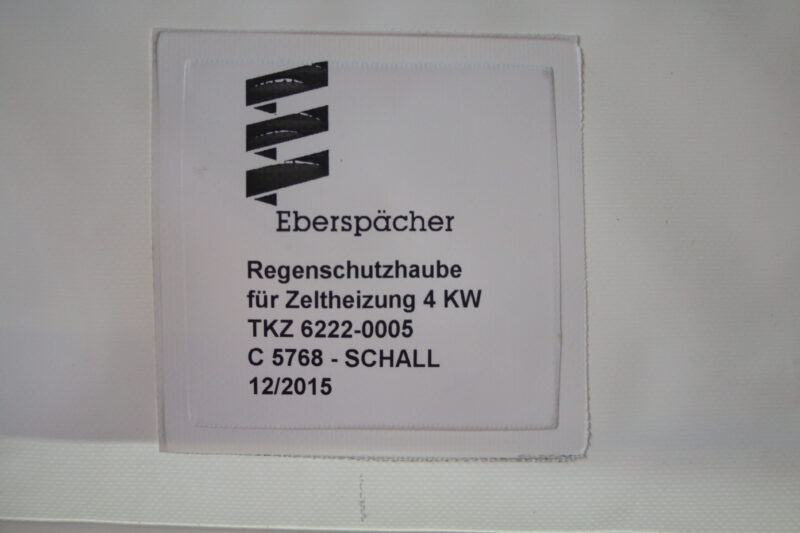 Eberspächer
Regenschutzhaube
für Zeltheizung 4 KW
TKZ 6222-0005
C 5768 - SCHALL
12/2015